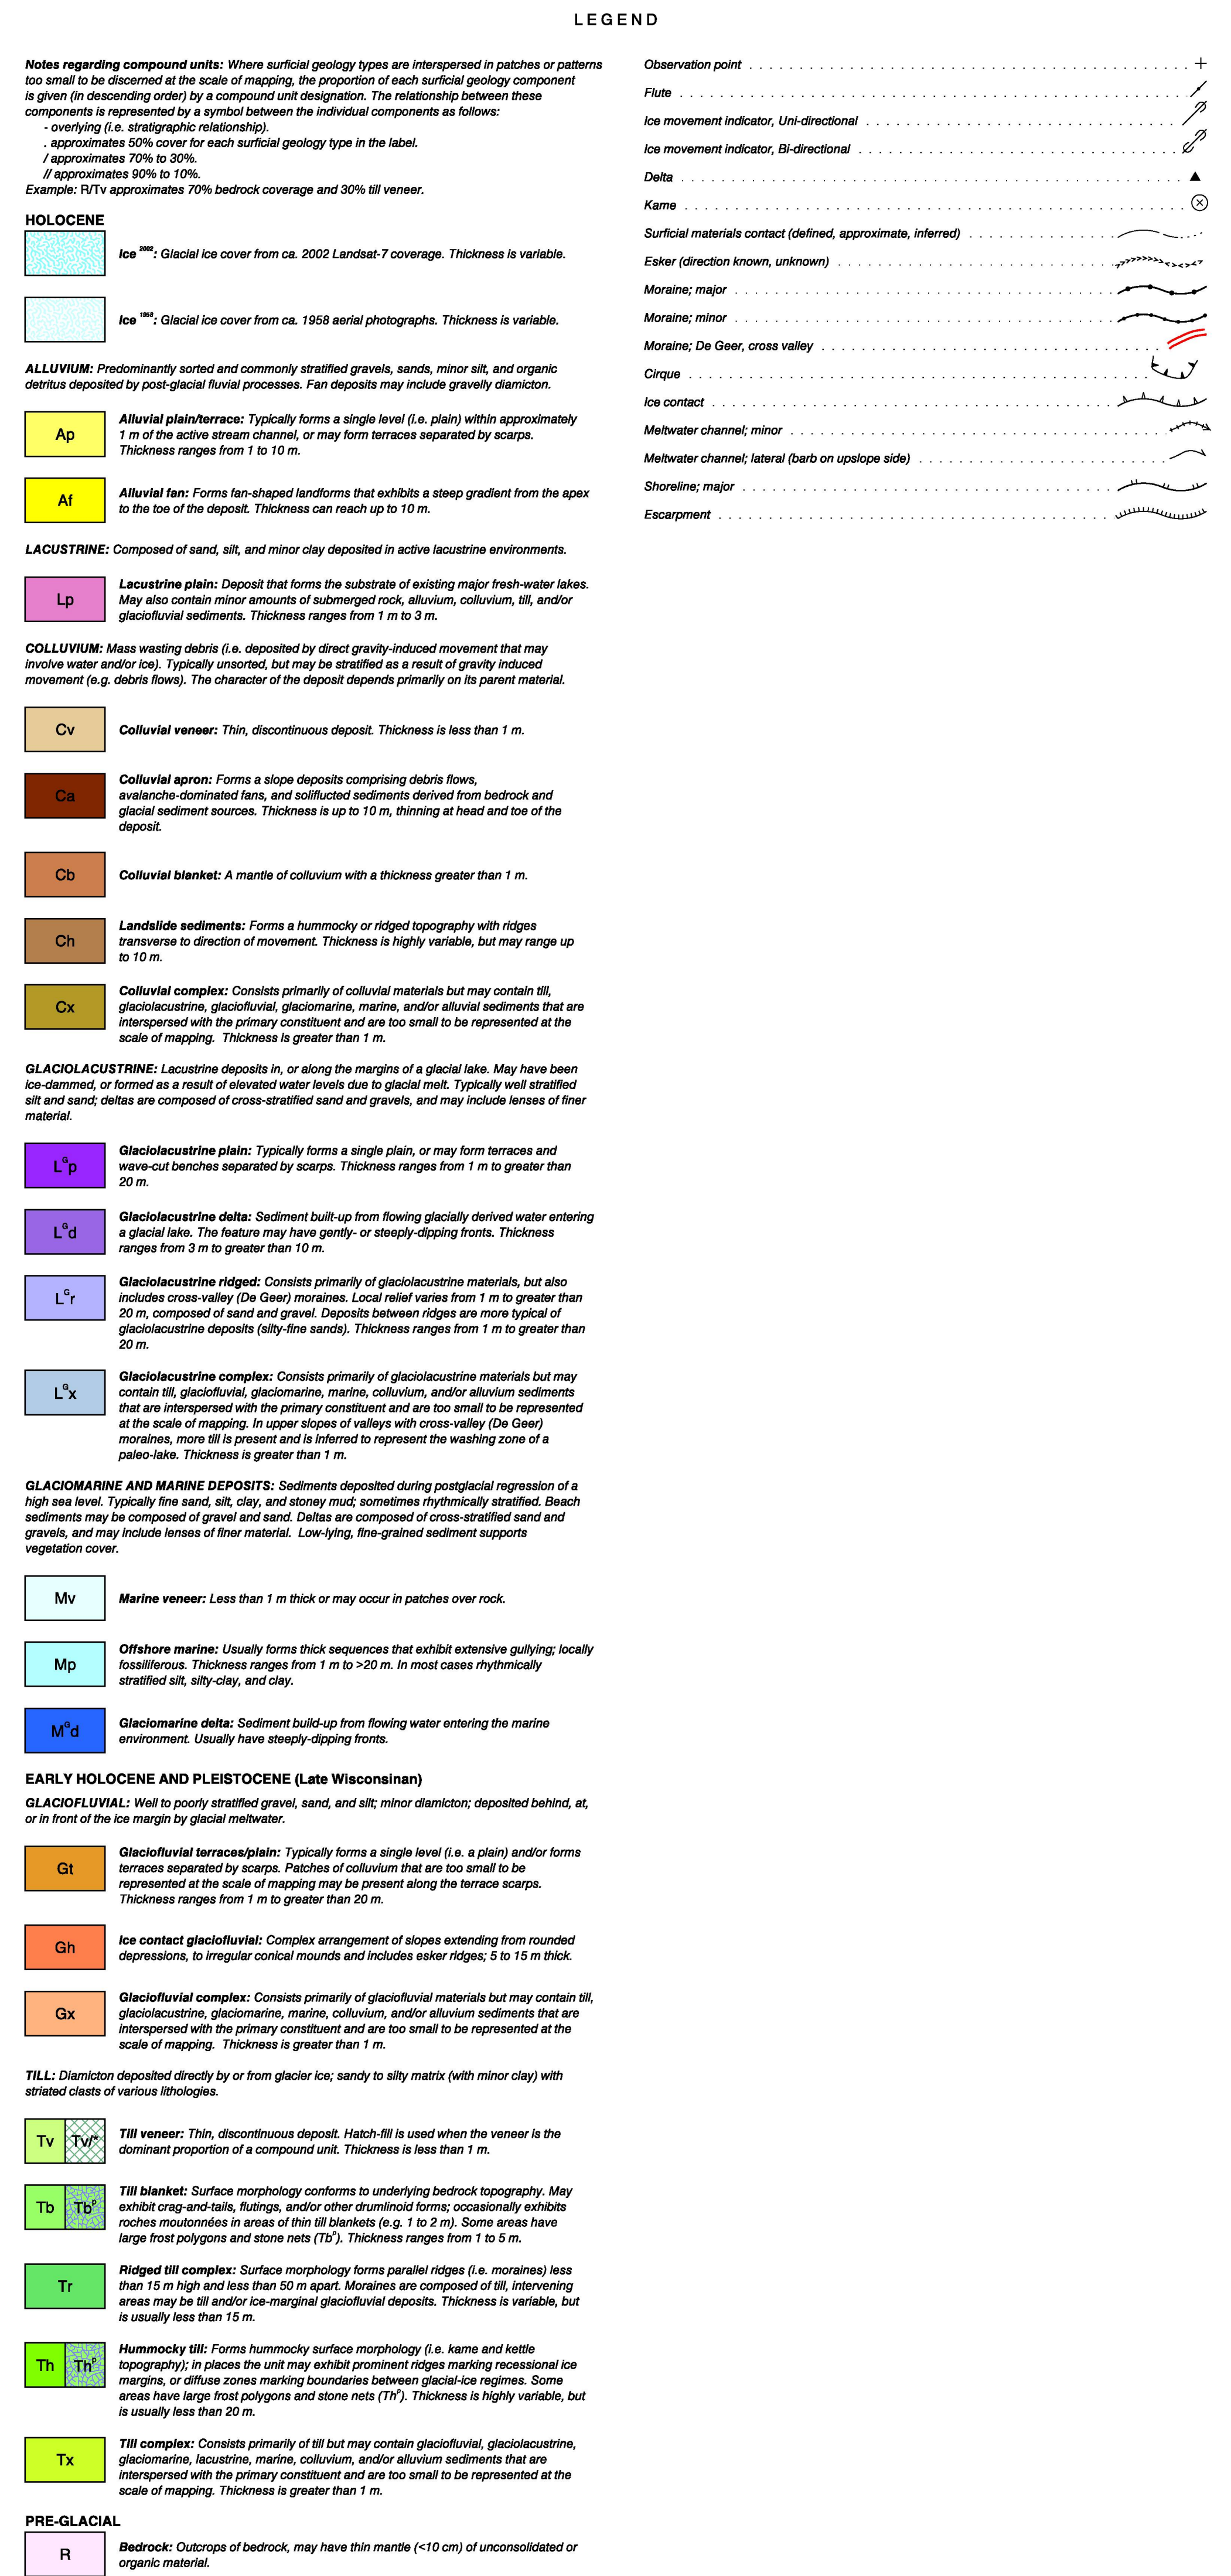 LEGEND
Notes regarding compound units: Where surficial geology types are interspersed in patches or patterns
too small to be discerned at the scale of mapping, the proportion of each surficial geology component
is given (in descending order) by a compound unit designation. The relationship between these
components is represented by a symbol between the individual components as follows:
- overlying (i.e. stratigraphic relationship).
. approximates 50% cover for each surficial geology type in the label.
/ approximates 70% to 30%.
// approximates 90% to 10%.
Example: R/Tv approximates 70% bedrock coverage and 30% till veneer.
HOLOCENE
Ice 2002: Glacial ice cover from ca. 2002 Landsat-7 coverage. Thickness is variable.
Ice 1958: Glacial ice cover from ca. 1958 aerial photographs. Thickness is variable.
ALLUVIUM: Predominantly sorted and commonly stratified gravels, sands, minor silt, and organic
detritus deposited by post-glacial fluvial processes. Fan deposits may include gravelly diamicton.
Ap
Alluvial plain/terrace: Typically forms a single level (i.e. plain) within approximately
1 m of the active stream channel, or may form terraces separated by scarps.
Thickness ranges from 1 to 10 m.
Af
Alluvial fan: Forms fan-shaped landforms that exhibits a steep gradient from the apex
to the toe of the deposit. Thickness can reach up to 10 m.
LACUSTRINE: Composed of sand, silt, and minor clay deposited in active lacustrine environments.
Lp
Lacustrine plain: Deposit that forms the substrate of existing major fresh-water lakes.
May also contain minor amounts of submerged rock, alluvium, colluvium, till, and/or
glaciofluvial sediments. Thickness ranges from 1 m to 3 m.
COLLUVIUM: Mass wasting debris (i.e. deposited by direct gravity-induced movement that may
involve water and/or ice). Typically unsorted, but may be stratified as a result of gravity induced
movement (e.g. debris flows). The character of the deposit depends primarily on its parent material.
Cv
Colluvial veneer: Thin, discontinuous deposit. Thickness is less than 1 m.
Ca
Colluvial apron: Forms a slope deposits comprising debris flows,
avalanche-dominated fans, and soliflucted sediments derived from bedrock and
glacial sediment sources. Thickness is up to 10 m, thinning at head and toe of the
deposit.
Cb
Colluvial blanket: A mantle of colluvium with a thickness greater than 1 m.
Ch
Landslide sediments: Forms a hummocky or ridged topography with ridges
transverse to direction of movement. Thickness is highly variable, but may range up
to 10 m.
Cx
Colluvial complex: Consists primarily of colluvial materials but may contain till,
glaciolacustrine, glaciofluvial, glaciomarine, marine, and/or alluvial sediments that are
interspersed with the primary constituent and are too small to be represented at the
scale of mapping. Thickness is greater than 1 m.
GLACIOLACUSTRINE: Lacustrine deposits in, or along the margins of a glacial lake. May have been
ice-dammed, or formed as a result of elevated water levels due to glacial melt. Typically well stratified
silt and sand; deltas are composed of cross-stratified sand and gravels, and may include lenses of finer
material.
LGp
Glaciolacustrine plain: Typically forms a single plain, or may form terraces and
wave-cut benches separated by scarps. Thickness ranges from 1 m to greater than
20 m.
LGd
Glaciolacustrine delta: Sediment built-up from flowing glacially derived water entering
a glacial lake. The feature may have gently- or steeply-dipping fronts. Thickness
ranges from 3 m to greater than 10 m.
LGr
Glaciolacustrine ridged: Consists primarily of glaciolacustrine materials, but also
includes cross-valley (De Geer) moraines. Local relief varies from 1 m to greater than
20 m, composed of sand and gravel. Deposits between ridges are more typical of
glaciolacustrine deposits (silty-fine sands). Thickness ranges from 1 m to greater than
20 m.
LGx
Glaciolacustrine complex: Consists primarily of glaciolacustrine materials but may
contain till, glaciofluvial, glaciomarine, marine, colluvium, and/or alluvium sediments
that are interspersed with the primary constituent and are too small to be represented
at the scale of mapping. In upper slopes of valleys with cross-valley (De Geer)
moraines, more till is present and is inferred to represent the washing zone of a
paleo-lake. Thickness is greater than 1 m.
GLACIOMARINE AND MARINE DEPOSITS: Sediments deposited during postglacial regression of a
high sea level. Typically fine sand, silt, clay, and stoney mud; sometimes rhythmically stratified. Beach
sediments may be composed of gravel and sand. Deltas are composed of cross-stratified sand and
gravels, and may include lenses of finer material. Low-lying, fine-grained sediment supports
vegetation cover.
Mv
Marine veneer: Less than 1 m thick or may occur in patches over rock.
Mp
Offshore marine: Usually forms thick sequences that exhibit extensive gullying; locally
fossiliferous. Thickness ranges from 1 m to >20 m. In most cases rhythmically
stratified silt, silty-clay, and clay.
MGd
Glaciomarine delta: Sediment build-up from flowing water entering the marine
environment. Usually have steeply-dipping fronts.
EARLY HOLOCENE AND PLEISTOCENE (Late Wisconsinan)
GLACIOFLUVIAL: Well to poorly stratified gravel, sand, and silt; minor diamicton; deposited behind, at,
or in front of the ice margin by glacial meltwater.
Gt
Glaciofluvial terraces/plain: Typically forms a single level (i.e. a plain) and/or forms
terraces separated by scarps. Patches of colluvium that are too small to be
represented at the scale of mapping may be present along the terrace scarps.
Thickness ranges from 1 m to greater than 20 m.
Gh
Ice contact glaciofluvial: Complex arrangement of slopes extending from rounded
depressions, to irregular conical mounds and includes esker ridges; 5 to 15 m thick.
Gx
Glaciofluvial complex: Consists primarily of glaciofluvial materials but may contain till,
glaciolacustrine, glaciomarine, marine, colluvium, and/or alluvium sediments that are
interspersed with the primary constituent and are too small to be represented at the
scale of mapping. Thickness is greater than 1 m.
TILL: Diamicton deposited directly by or from glacier ice; sandy to silty matrix (with minor clay) with
striated clasts of various lithologies.
Tv Tv/*
Till veneer: Thin, discontinuous deposit. Hatch-fill is used when the veneer is the
dominant proportion of a compound unit. Thickness is less than 1 m.
Tb Tbp
Till blanket: Surface morphology conforms to underlying bedrock topography. May
exhibit crag-and-tails, flutings, and/or other drumlinoid forms; occasionally exhibits
roches moutonnées in areas of thin till blankets (e.g. 1 to 2 m). Some areas have
large frost polygons and stone nets (Tbp). Thickness ranges from 1 to 5 m.
Tr
Ridged till complex: Surface morphology forms parallel ridges (i.e. moraines) less
than 15 m high and less than 50 m apart. Moraines are composed of till, intervening
areas may be till and/or ice-marginal glaciofluvial deposits. Thickness is variable, but
is usually less than 15 m.
Th Thp
Hummocky till: Forms hummocky surface morphology (i.e. kame and kettle
topography); in places the unit may exhibit prominent ridges marking recessional ice
margins, or diffuse zones marking boundaries between glacial-ice regimes. Some
areas have large frost polygons and stone nets (Thp). Thickness is highly variable, but
is usually less than 20 m.
Tx
Till complex: Consists primarily of till but may contain glaciofluvial, glaciolacustrine,
glaciomarine, lacustrine, marine, colluvium, and/or alluvium sediments that are
interspersed with the primary constituent and are too small to be represented at the
scale of mapping. Thickness is greater than 1 m.
PRE-GLACIAL
R
Bedrock: Outcrops of bedrock, may have thin mantle (<10 cm) of unconsolidated or
organic material.
Observation point
Flute
Ice movement indicator, Uni-directional
Ice movement indicator, Bi-directional
Delta
Kame
Surficial materials contact (defined, approximate, inferred)
Esker (direction known, unknown)
Moraine; major
Moraine; minor
Moraine; De Geer, cross valley
Cirque
Ice contact
Meltwater channel; minor
Meltwater channel; lateral (barb on upslope side)
Shoreline; major
Escarpment